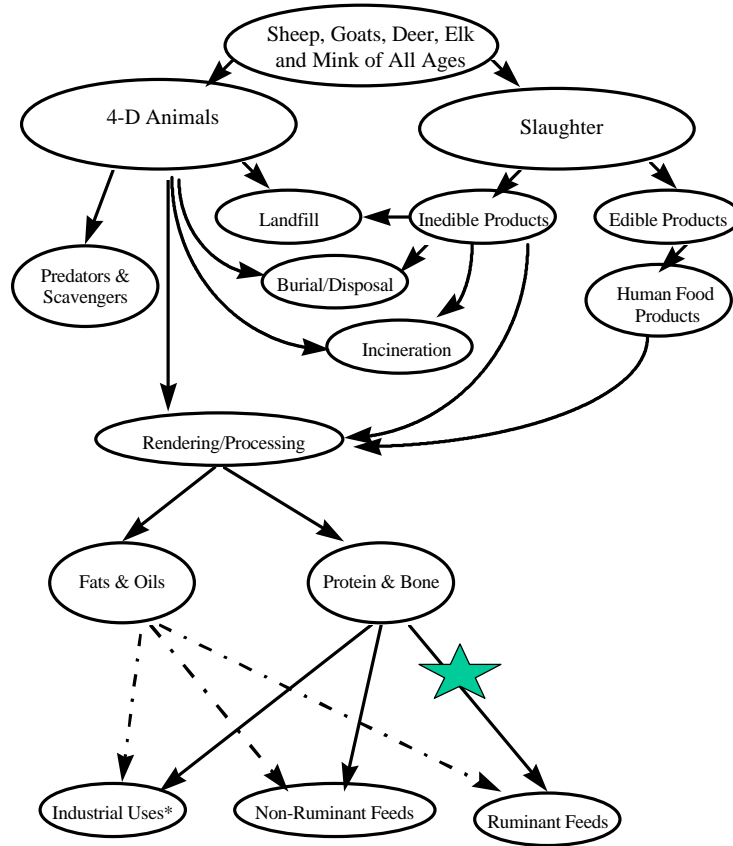 Sheep, Goats, Deer, Elk
and Mink of All Ages
4-D Animals
Slaughter
Landfill
Inedible Products
Edible Products
Predators &
Scavengers
Burial/Disposal
Human Food
Products
Incineration
Rendering/Processing
Fats & Oils
Protein & Bone
Industrial Uses*
Non-Ruminant Feeds
Ruminant Feeds